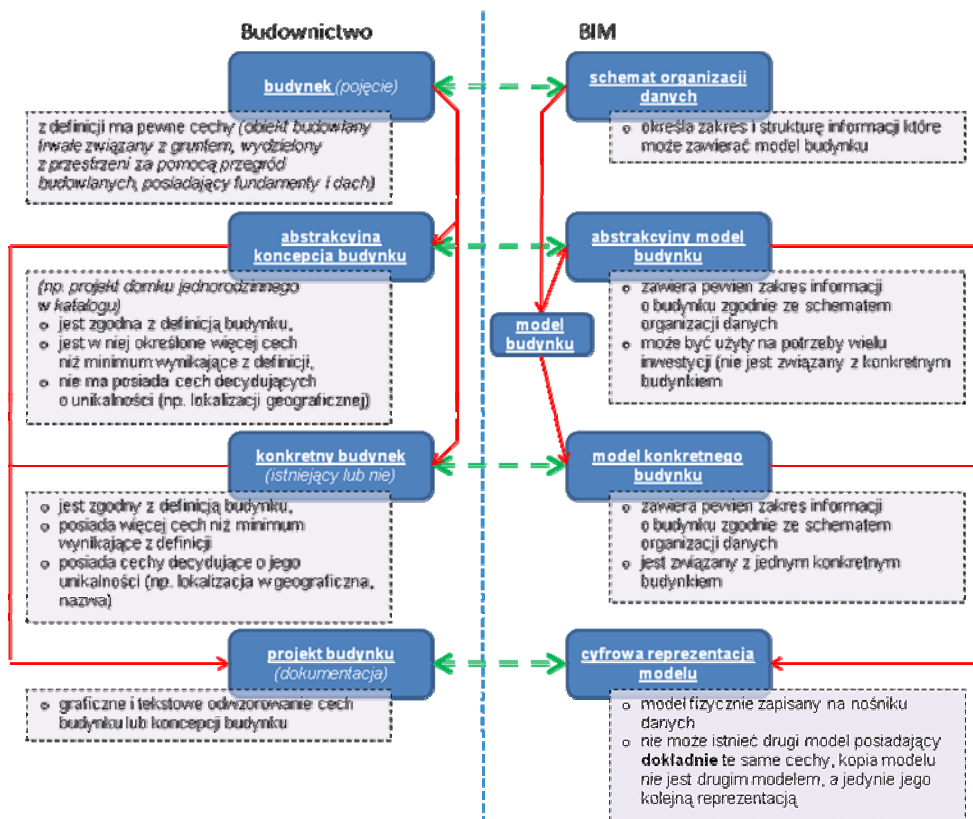 Budownictwo
budynek (pojęcie)
z definicji ma pewne cechy (obiekt budowlany
trwale związany z gruntem, wydzielony
z przestrzeni za pomocą przegród
budowlanych, posiadający fundamenty i dach)
abstrakcyjna
koncepcja budynku
(np. projekt domku jednorodzinnego
w katalogu)
o jest zgodna z definicją budynku,
o jest w niej określone więcej cech
niż minimum wynikające z definicji,
o nie ma posiada cech decydujących
o unikalności (np. lokalizacji geograficznej)
konkretny budynek
(istniejący lub nie)
o jest zgodny z definicją budynku,
o posiada więcej cech niż minimum
wynikające z definicji
o posiada cechy decydujące o jego
unikalności (np. lokalizacja w geograficzna,
nazwa)
projekt budynku
(dokumentacja)
o graficzne i tekstowe odwzorowanie cech
budynku lub koncepcji budynku
BIM
schemat organizacji
danych
o określa zakres i strukturę informacji które
może zawierać model budynku
abstrakcyjny model
budynku
o zawiera pewien zakres informacji
o budynku zgodnie ze schematem
organizacji danych
o może być użyty na potrzeby wielu
inwestycji (nie jest związany z konkretnym
budynkiem
model
budynku
model konkretnego
budynku
o zawiera pewien zakres informacji
o budynku zgodnie ze schematem
organizacji danych
o jest związany z jednym konkretnym
budynkiem
cyfrowa reprezentacja
modelu
o model fizycznie zapisany na nośniku
danych
o nie może istnieć drugi model posiadający
dokładnie te same cechy, kopia modelu
nie jest drugim modelem, a jedynie jego
kolejną reprezentacją